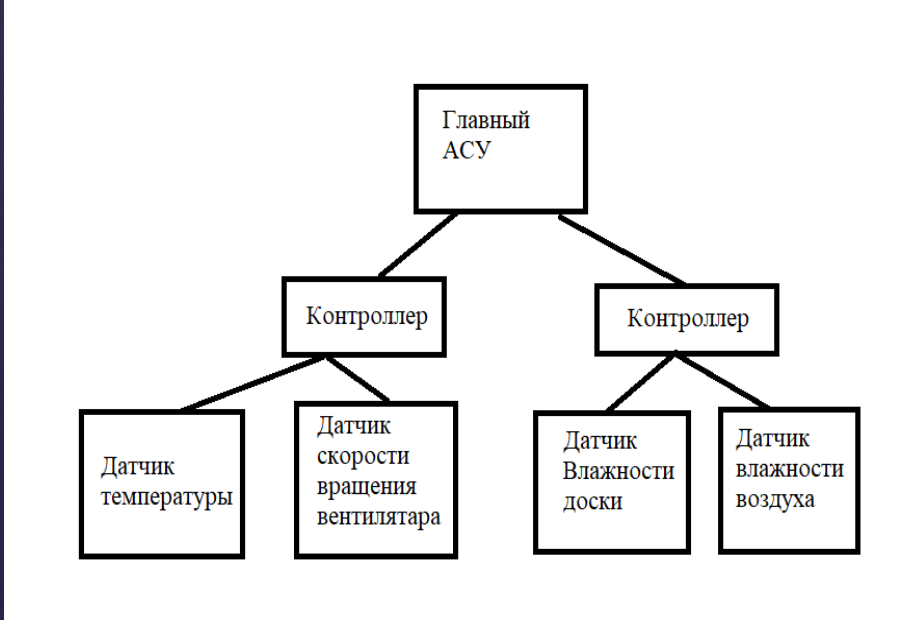 Главный
АСУ
Контроллер
Контроллер
Датчик
температуры
Датчик
скорости
вращения
вентилятара
Датчик
Влажности
доски
Датчик
влажности
воздуха